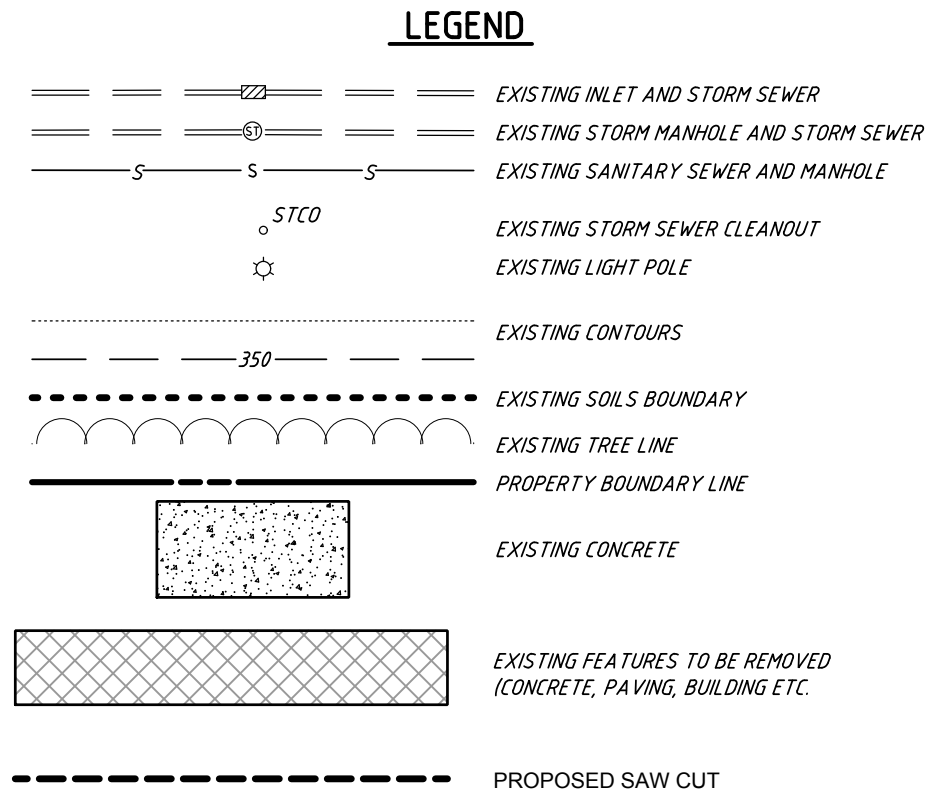 LEGEND
EXISTING INLET AND STORM SEWER
ST EXISTING STORM MANHOLE AND STORM SEWER
S S S EXISTING SANITARY SEWER AND MANHOLE
STCO
EXISTING STORM SEWER CLEANOUT
EXISTING LIGHT POLE
EXISTING CONTOURS
350
EXISTING SOILS BOUNDARY
EXISTING TREE LINE
PROPERTY BOUNDARY LINE
EXISTING CONCRETE
EXISTING FEATURES TO BE REMOVED
(CONCRETE, PAVING, BUILDING ETC.
PROPOSED SAW CUT